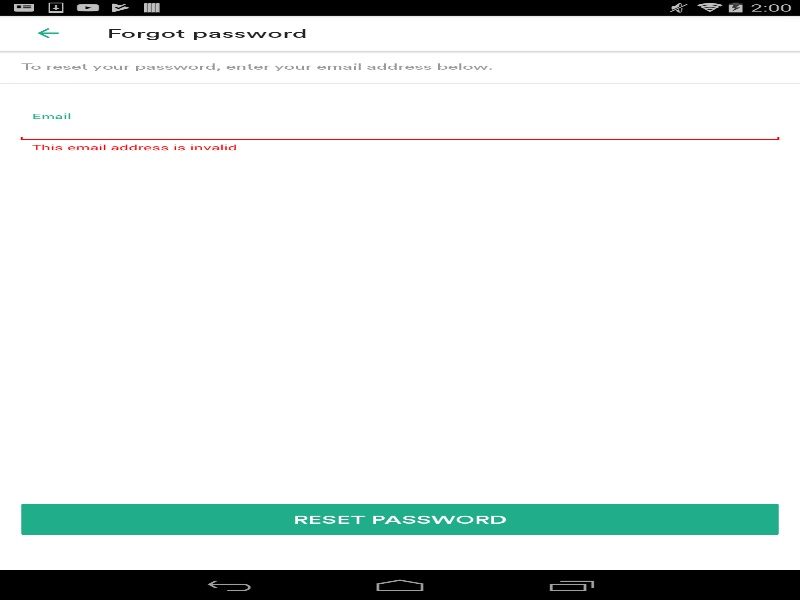 2:00
Forgot password
To reset your password, enter your email address below.
Email
This email address is invalid
RESET PASSWORD